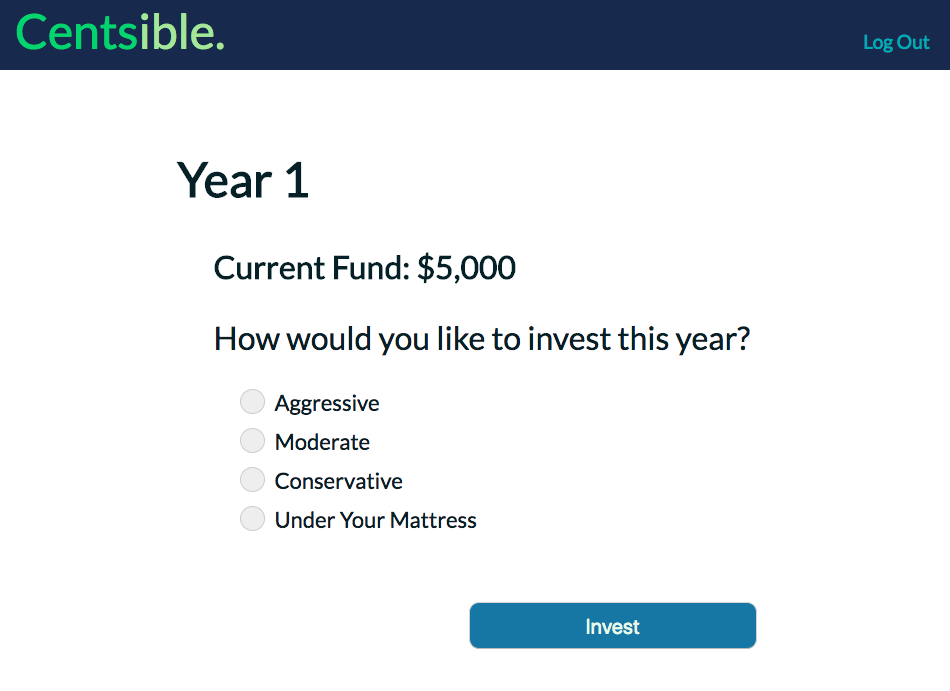 Centsible.
Log Out
Year 1
Current Fund: $5,000
How would you like to invest this year?
Aggressive
Moderate
Conservative
Under Your Mattress
Invest